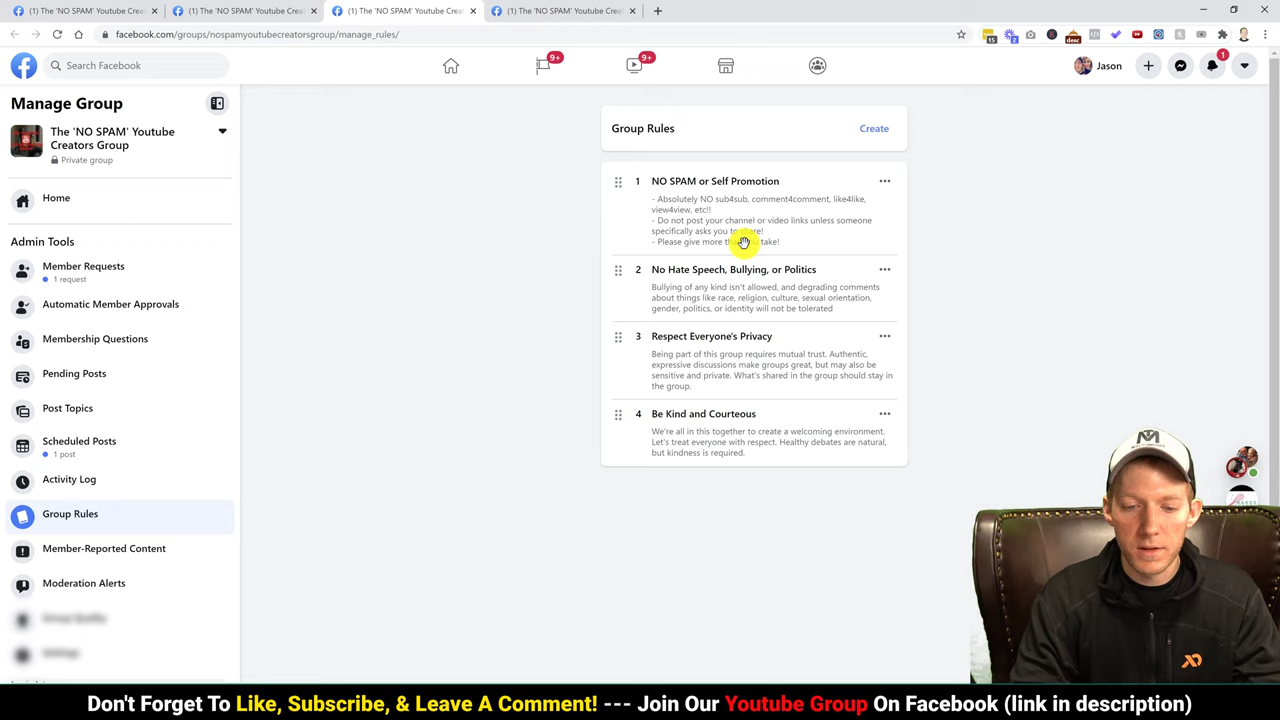 (1) The 'NO SPAM' Youtube Creat
(1) The 'NO SPAM' Youtube Creat
(1) The 'NO SPAM' Youtube Creat
(1) The 'NO SPAM' Youtube Creat
facebook.com/groups/nospamyoutubecreatorsgroup/manage_rules/
15
2
desc
Search Facebook
9+
9+
Jason
1
Manage Group
The 'NO SPAM' Youtube
Creators Group
Private group
Home
Admin Tools
Member Requests
1 request
Automatic Member Approvals
Membership Questions
Pending Posts
Post Topics
Scheduled Posts
1 post
Activity Log
Group Rules
Member-Reported Content
Moderation Alerts
Group Quality
Settings
Group Rules
Create
1 NO SPAM or Self Promotion
- Absolutely NO sub4sub, comment4comment, like4like,
view4view, etc!!
- Do not post your channel or video links unless someone
specifically asks you to share!
- Please give more than you take!
2 No Hate Speech, Bullying, or Politics
Bullying of any kind isn't allowed, and degrading comments
about things like race, religion, culture, sexual orientation,
gender, politics, or identity will not be tolerated
3 Respect Everyone's Privacy
Being part of this group requires mutual trust. Authentic,
expressive discussions make groups great, but may also be
sensitive and private. What's shared in the group should stay in
the group.
4 Be Kind and Courteous
We're all in this together to create a welcoming environment.
Let's treat everyone with respect. Healthy debates are natural,
but kindness is required.
Don't Forget To Like, Subscribe, & Leave A Comment! --- Join Our Youtube Group On Facebook (link in description)